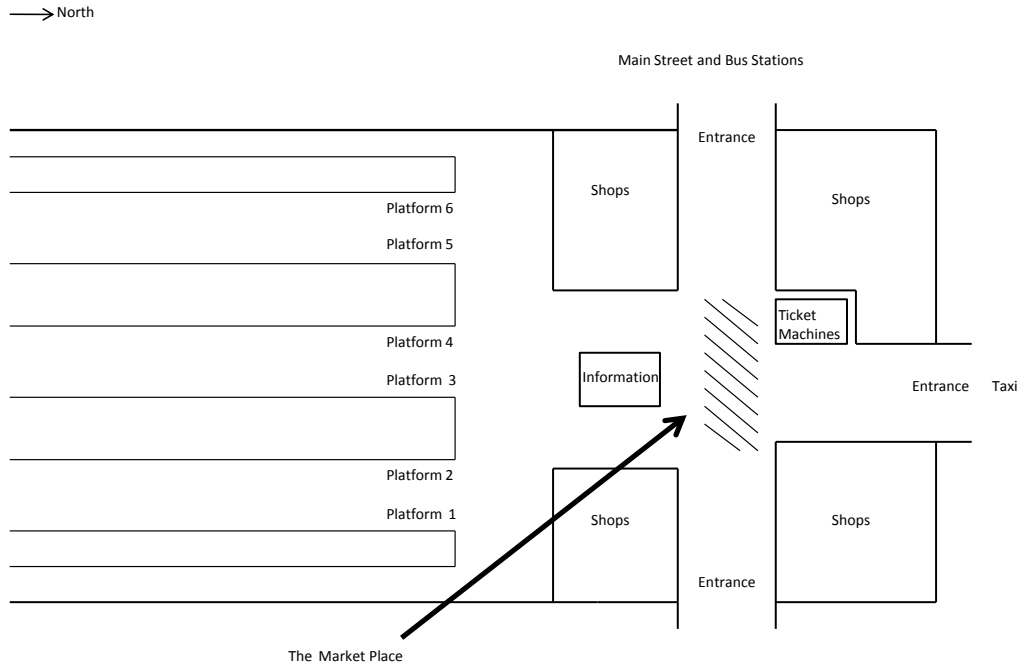 North
Main Street and Bus Stations
Entrance
Shops
Shops
Platform 6
Platform 5
Ticket
Machines
Platform 4
Information
Platform 3
Entrance
Taxi
Platform 2
Platform 1
Shops
Shops
Entrance
The Market Place